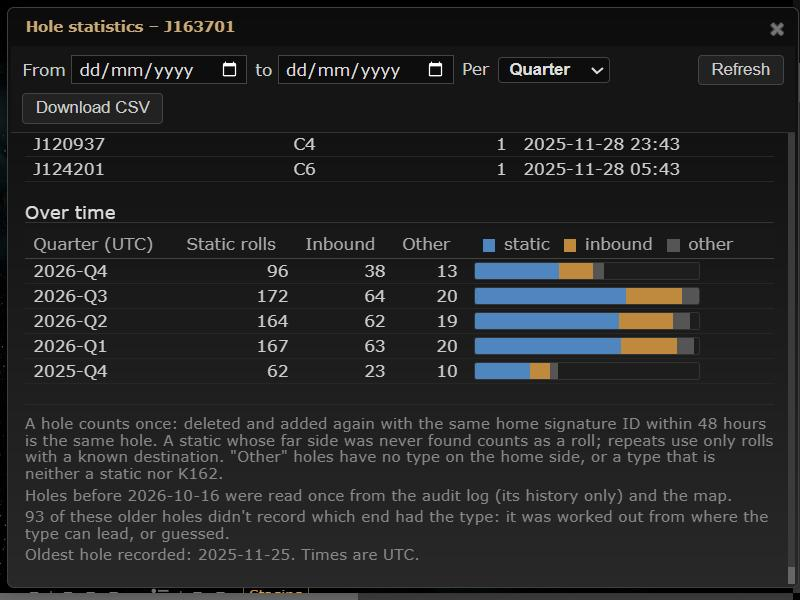 Hole statistics – J163701
From dd/mm/yyyy to dd/mm/yyyy Per Quarter Refresh
Download CSV
J120937 C4 1 2025-11-28 23:43
J124201 C6 1 2025-11-28 05:43
Over time
Quarter (UTC) Static rolls Inbound Other static inbound other
2026-Q4 96 38 13
2026-Q3 172 64 20
2026-Q2 164 62 19
2026-Q1 167 63 20
2025-Q4 62 23 10
A hole counts once: deleted and added again with the same home signature ID within 48 hours
is the same hole. A static whose far side was never found counts as a roll; repeats use only rolls
with a known destination. "Other" holes have no type on the home side, or a type that is
neither a static nor K162.
Holes before 2026-10-16 were read once from the audit log (its history only) and the map.
93 of these older holes didn't record which end had the type: it was worked out from where the
type can lead, or guessed.
Oldest hole recorded: 2025-11-25. Times are UTC.